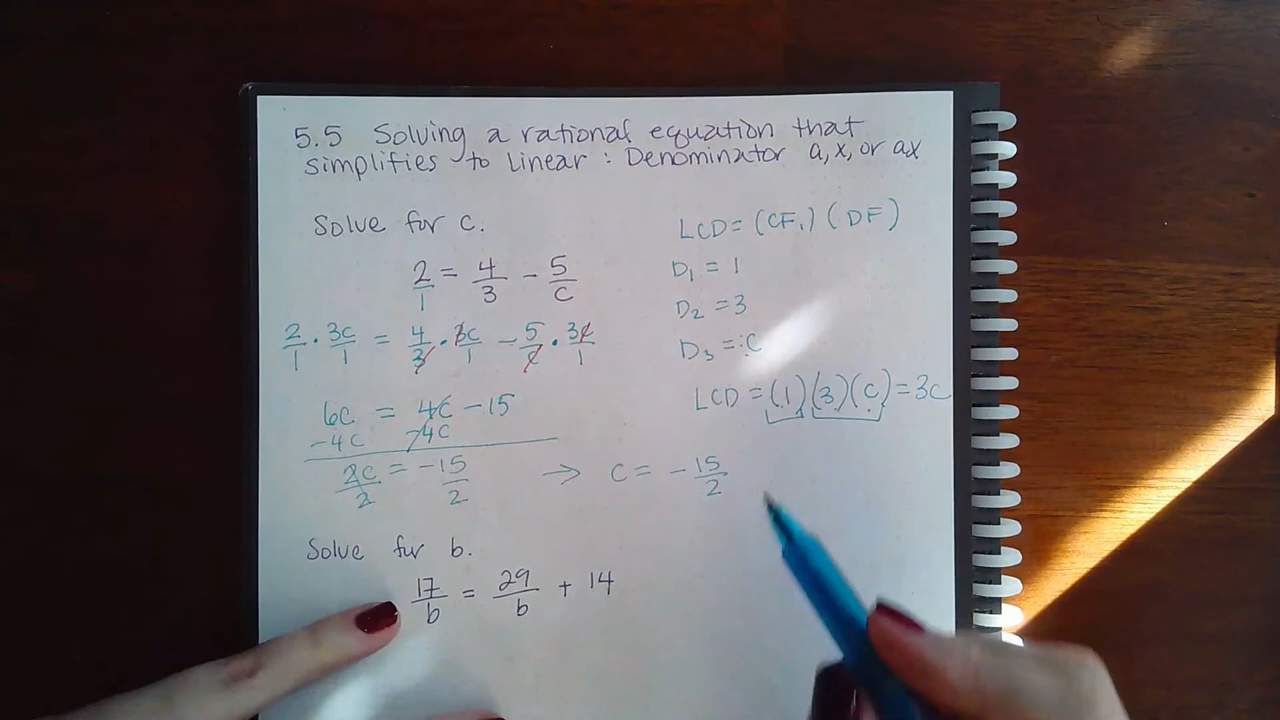 5.5 Solving a rational equation that
simplifies to linear : Denominator a, x, or ax
Solve for c.
2/1 = 4/3 - 5/c
2/1 · 3c/1 = 4/3 · 3c/1 - 5/c · 3c/1
6c = 4c - 15
-4c -4c
2c/2 = -15/2 → c = -15/2
LCD = (CF,) (DF)
D₁ = 1
D₂ = 3
D₃ = c
LCD = (1)(3)(c) = 3c
Solve for b.
17/b = 29/b + 14